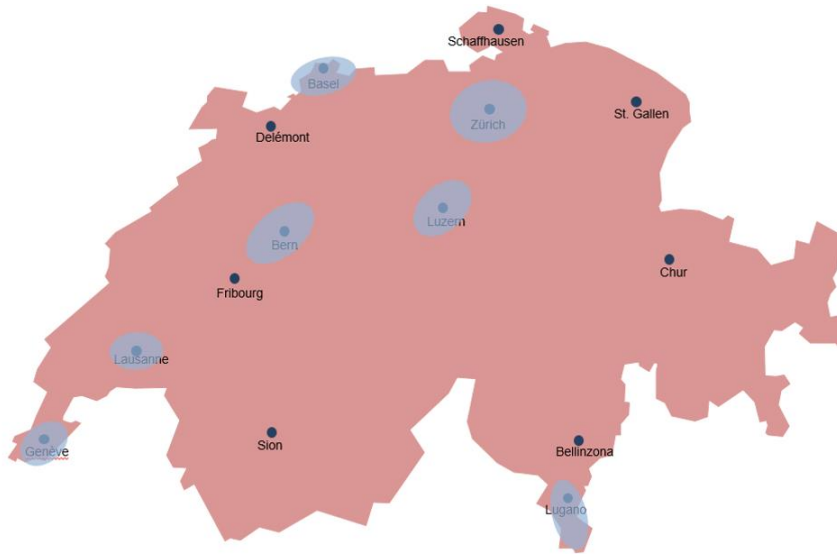 Schaffhausen
Basel
Zürich
St. Gallen
Delémont
Luzern
Bern
Chur
Fribourg
Lausanne
Sion
Bellinzona
Genève
Lugano